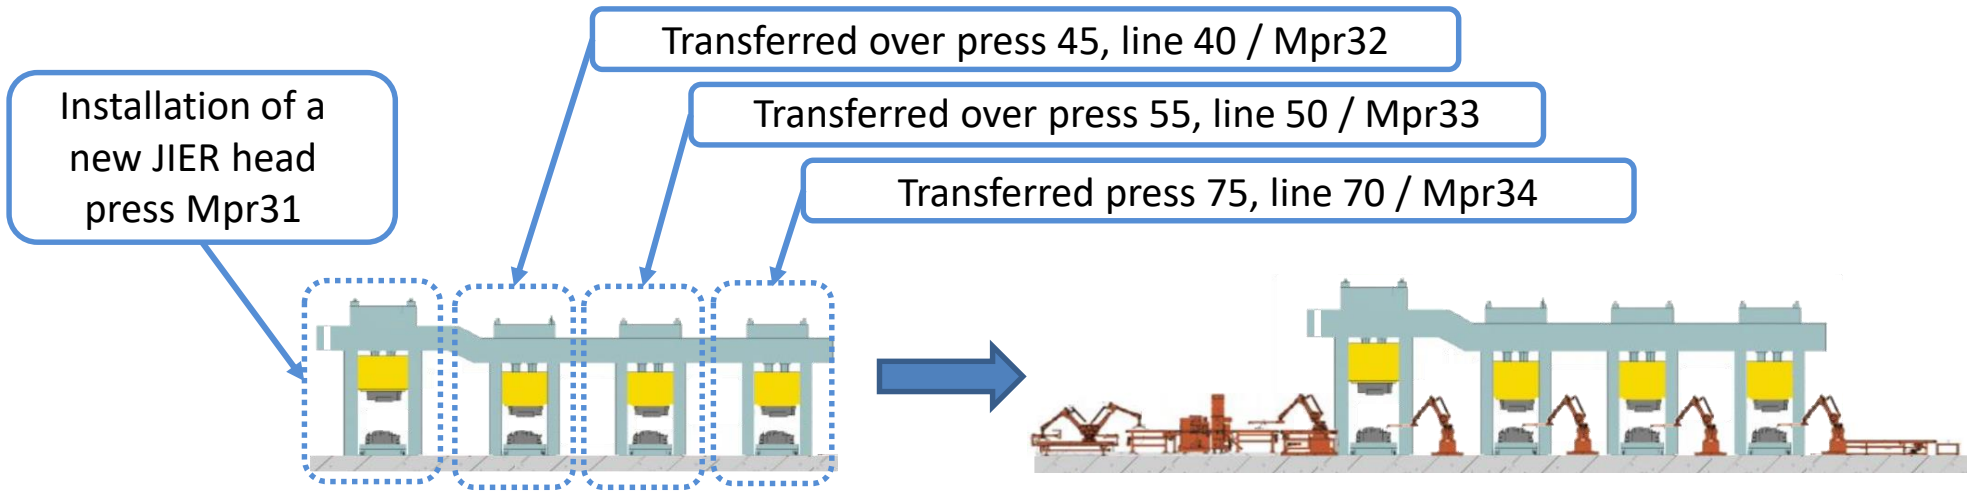 Transferred over press 45, line 40 / Mpr32
Installation of a
new JIER head
press Mpr31
Transferred over press 55, line 50 / Mpr33
Transferred press 75, line 70 / Mpr34